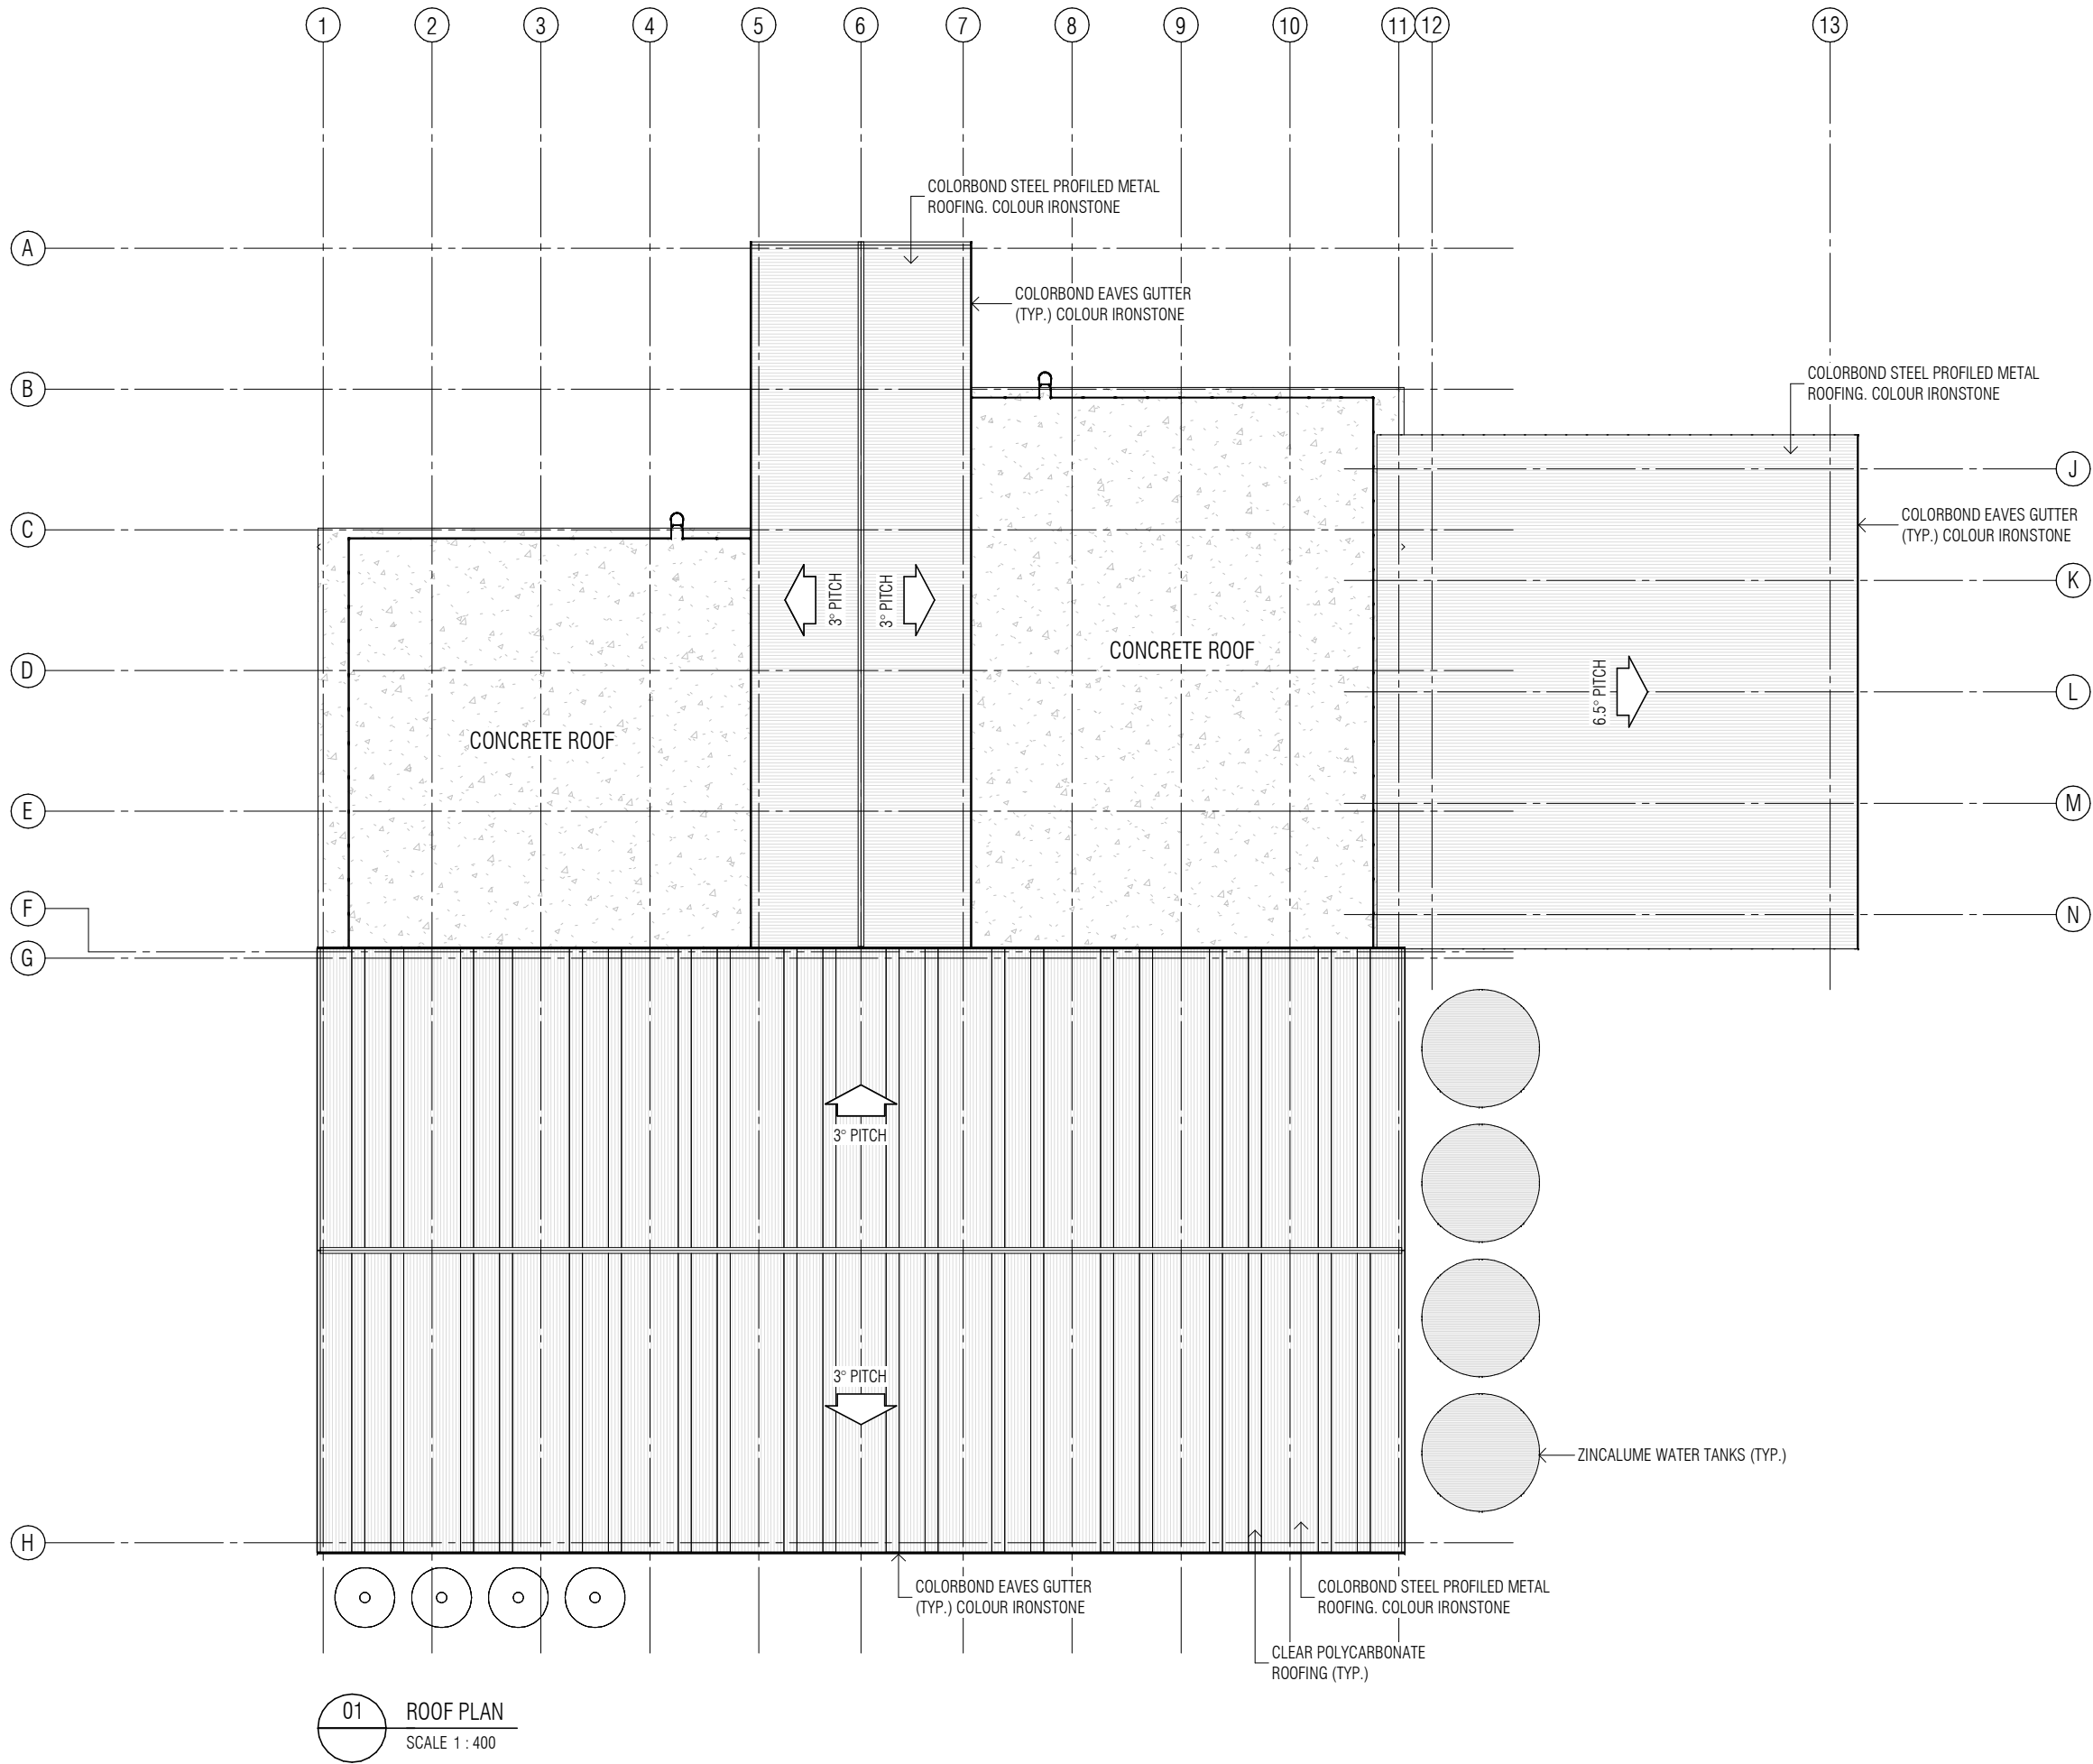 1
2
3
4
5
6
7
8
9
10
11
12
13
COLORBOND STEEL PROFILED METAL
ROOFING. COLOUR IRONSTONE
A
COLORBOND EAVES GUTTER
(TYP.) COLOUR IRONSTONE
B
COLORBOND STEEL PROFILED METAL
ROOFING. COLOUR IRONSTONE
J
C
COLORBOND EAVES GUTTER
(TYP.) COLOUR IRONSTONE
K
3° PITCH
3° PITCH
CONCRETE ROOF
D
6.5° PITCH
L
CONCRETE ROOF
M
E
F
N
G
3° PITCH
3° PITCH
ZINCALUME WATER TANKS (TYP.)
H
COLORBOND EAVES GUTTER
(TYP.) COLOUR IRONSTONE
COLORBOND STEEL PROFILED METAL
ROOFING. COLOUR IRONSTONE
CLEAR POLYCARBONATE
ROOFING (TYP.)
01
ROOF PLAN
SCALE 1 : 400